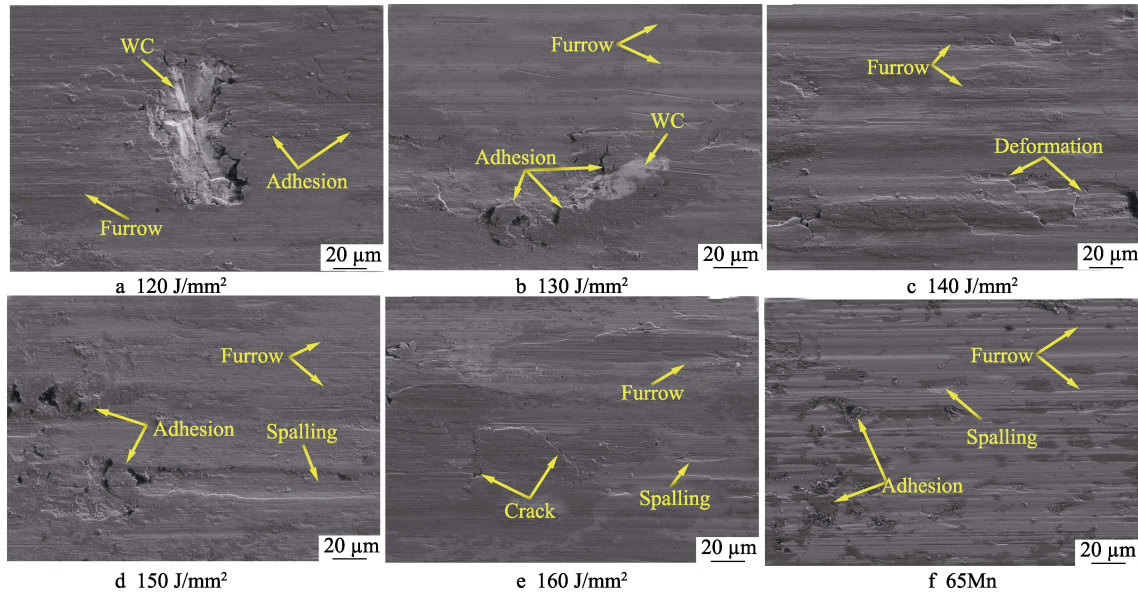 WC
Adhesion
Furrow
20 μm
a 120 J/mm²
Furrow
WC
Adhesion
20 μm
b 130 J/mm²
Furrow
Deformation
20 μm
c 140 J/mm²
Furrow
Adhesion
Spalling
20 μm
d 150 J/mm²
Furrow
Crack
Spalling
20 μm
e 160 J/mm²
Furrow
Spalling
Adhesion
20 μm
f 65Mn